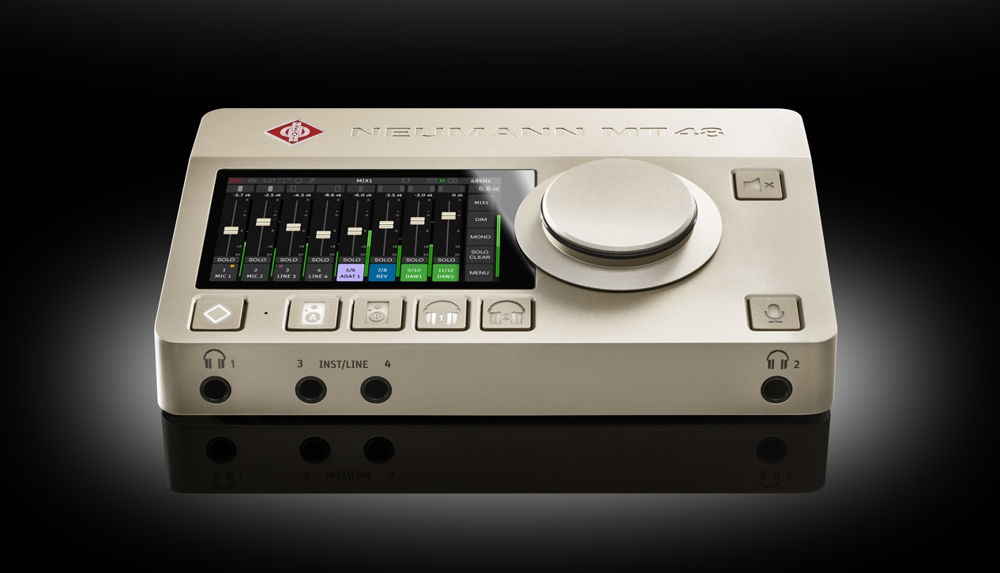 NEUMANN MT 48
OV CUT MIX1 M 48kHz
-5.7 dB -2.5 dB -4.5 dB -8.6 dB -6.0 dB -3.5 dB -2.0 dB 0 dB 5.5 dB
MIX1
DIM
MONO
SOLO
CLEAR
MENU
SOLO SOLO SOLO SOLO SOLO SOLO SOLO SOLO
1 2 3 4 5/6 7/8 9/10 11/12
MIC 1 MIC 2 LINE 3 LINE 4 ADAT 1 REV DAW1 DAW2
A B 1 2
1 3 INST/LINE 4 2